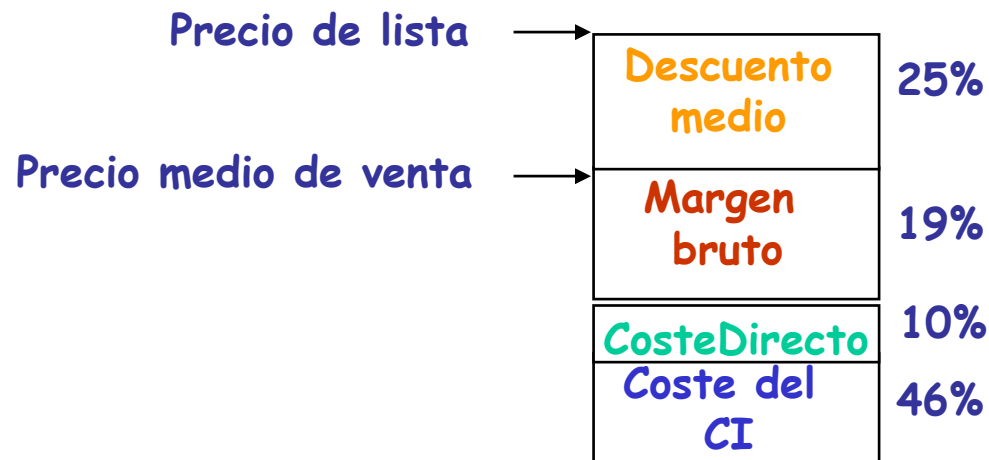 Precio de lista
Descuento
medio
25%
Precio medio de venta
Margen
bruto
19%
CosteDirecto
10%
Coste del
CI
46%